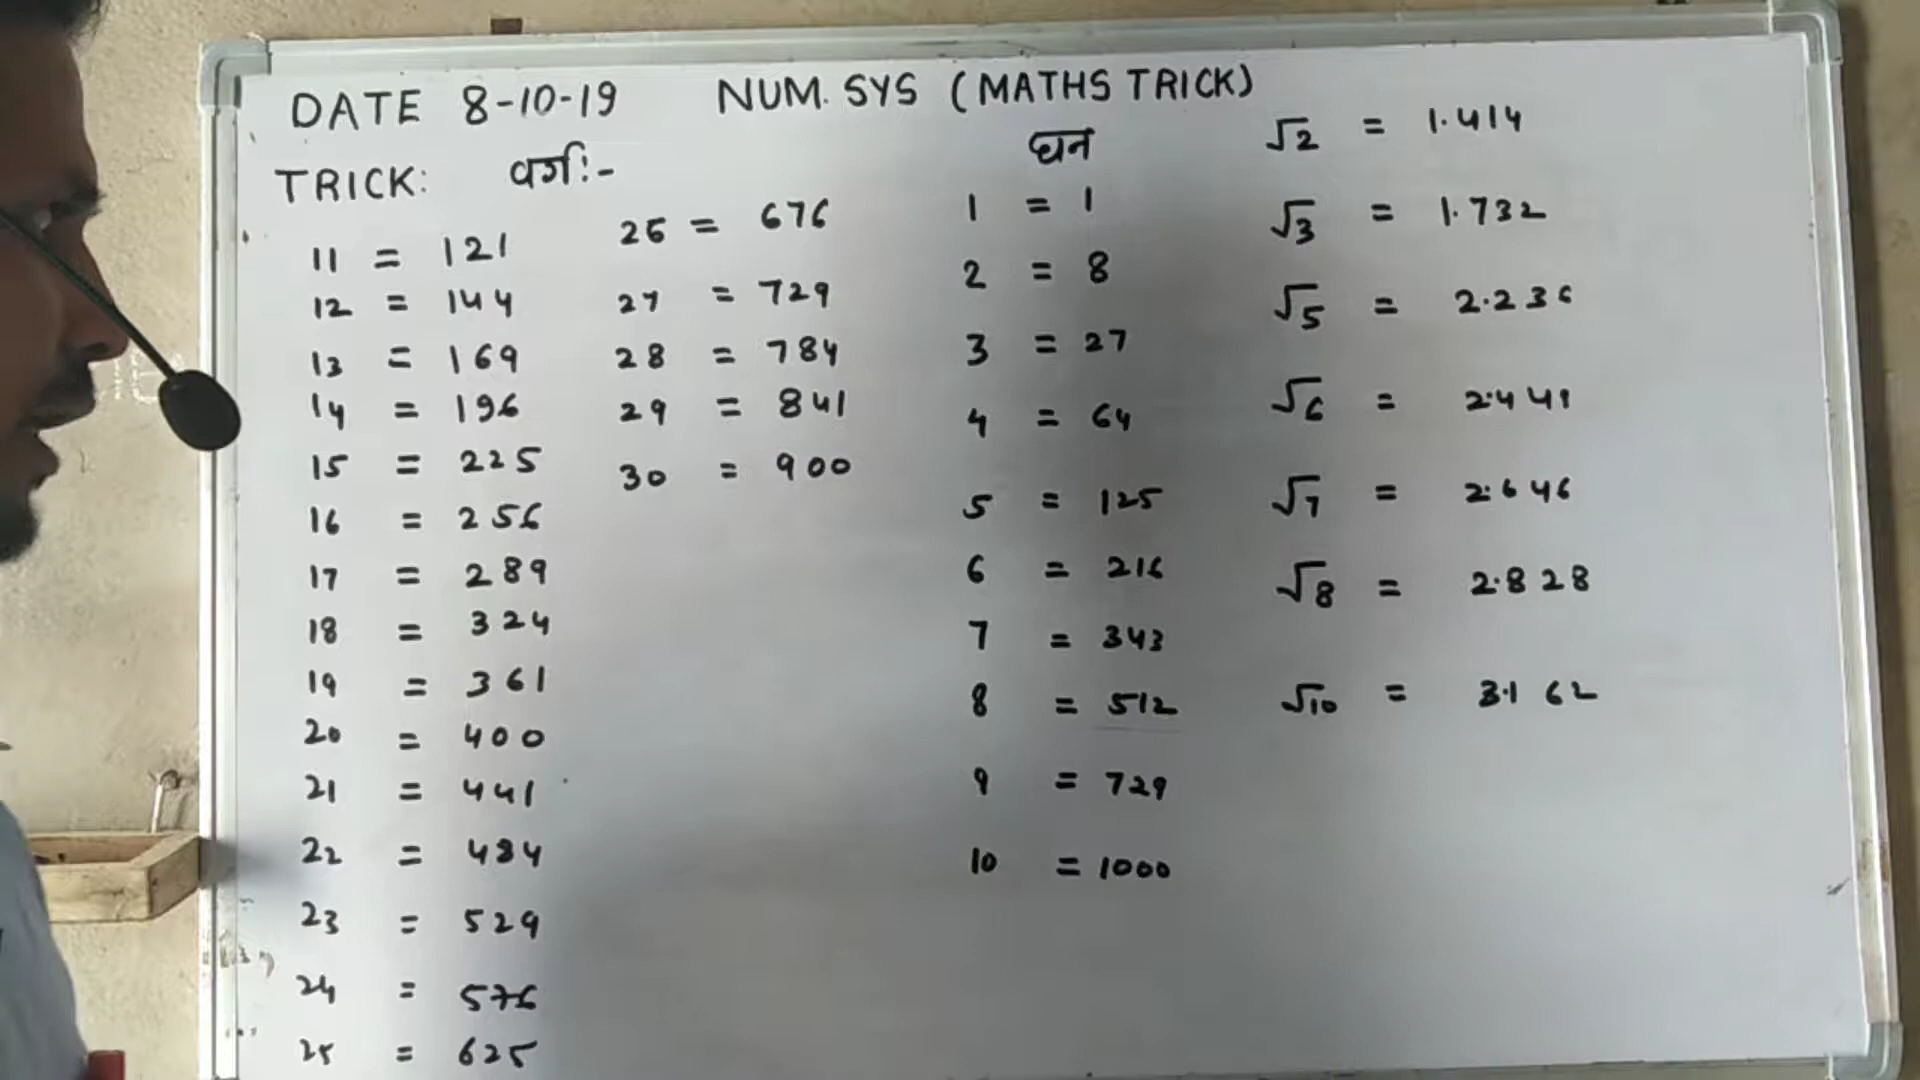 DATE 8-10-19 NUM. SYS (MATHS TRICK)
TRICK: वर्ग:-
11 = 121
12 = 144
13 = 169
14 = 196
15 = 225
16 = 256
17 = 289
18 = 324
19 = 361
20 = 400
21 = 441
22 = 484
23 = 529
24 = 576
25 = 625
26 = 676
27 = 729
28 = 784
29 = 841
30 = 900
घन
1 = 1
2 = 8
3 = 27
4 = 64
5 = 125
6 = 216
7 = 343
8 = 512
9 = 729
10 = 1000
√2 = 1.414
√3 = 1.732
√5 = 2.236
√6 = 2.449
√7 = 2.646
√8 = 2.828
√10 = 3.162